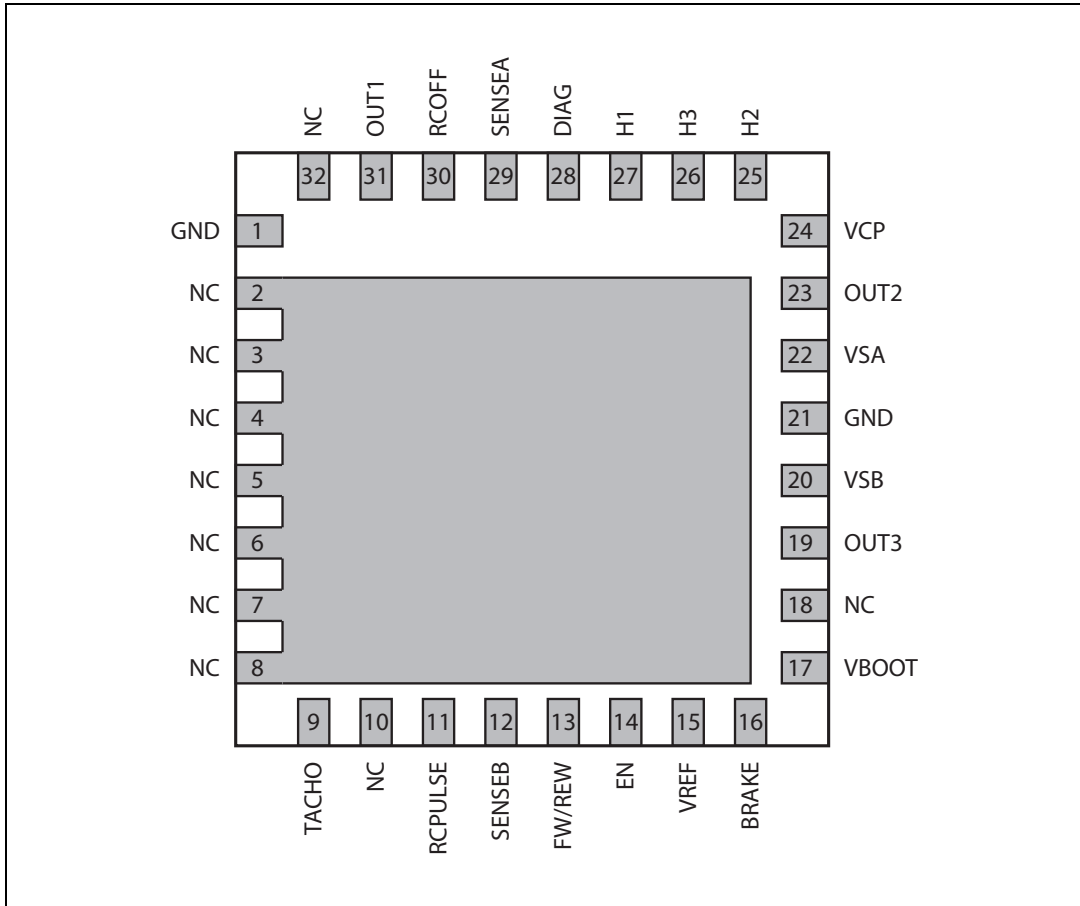 NC OUT1 RCOFF SENSEA DIAG H1 H3 H2
32 31 30 29 28 27 26 25
GND 1 24 VCP
NC 2 23 OUT2
NC 3 22 VSA
NC 4 21 GND
NC 5 20 VSB
NC 6 19 OUT3
NC 7 18 NC
NC 8 17 VBOOT
9 10 11 12 13 14 15 16
TACHO NC RCPULSE SENSEB FW/REW EN VREF BRAKE